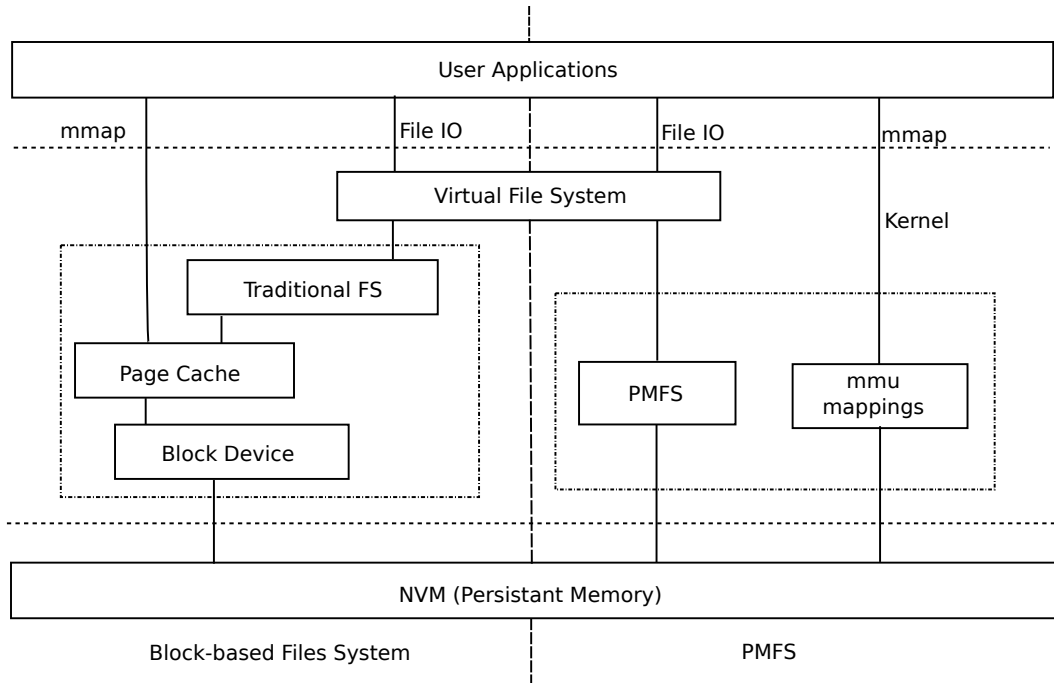 User Applications
mmap
File IO
File IO
mmap
Virtual File System
Kernel
Traditional FS
Page Cache
PMFS
mmu
mappings
Block Device
NVM (Persistant Memory)
Block-based Files System
PMFS